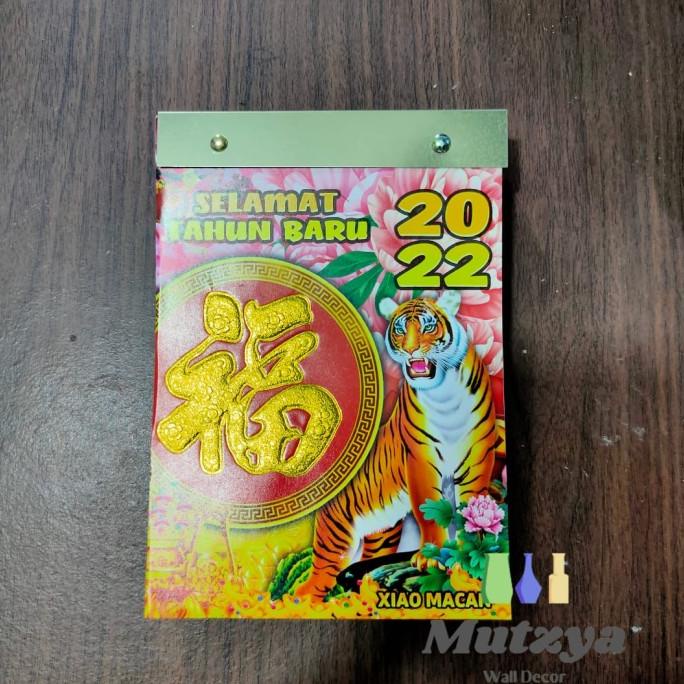 SELAMAT
TAHUN BARU
20
22
福
XIAO MACAN
Mutzya
Wall Decor